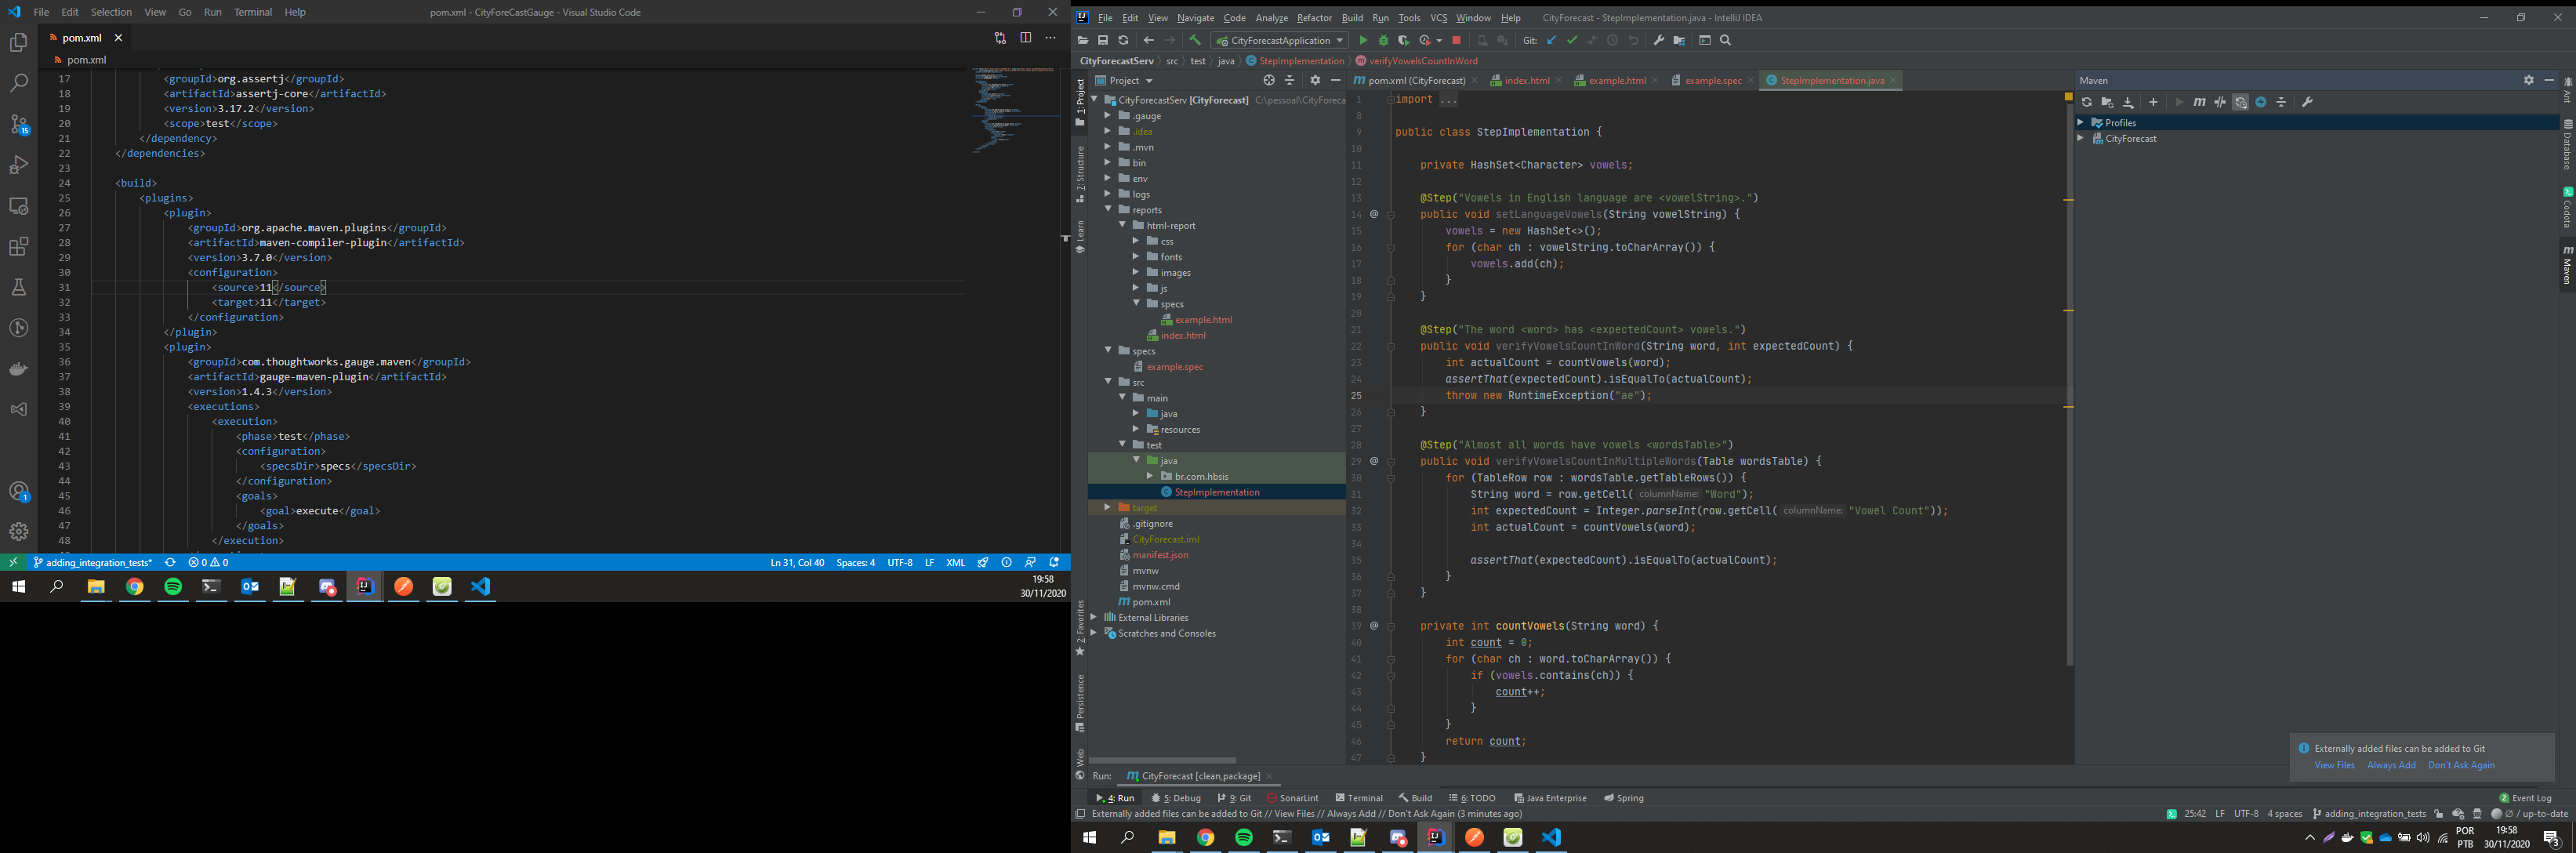 File Edit Selection View Go Run Terminal Help
pom.xml - CityForeCastGauge - Visual Studio Code
pom.xml
pom.xml
17 <groupId>org.assertj</groupId>
18 <artifactId>assertj-core</artifactId>
19 <version>3.17.2</version>
20 <scope>test</scope>
21 </dependency>
22 </dependencies>
23
24 <build>
25 <plugins>
26 <plugin>
27 <groupId>org.apache.maven.plugins</groupId>
28 <artifactId>maven-compiler-plugin</artifactId>
29 <version>3.7.0</version>
30 <configuration>
31 <source>11</source>
32 <target>11</target>
33 </configuration>
34 </plugin>
35 <plugin>
36 <groupId>com.thoughtworks.gauge.maven</groupId>
37 <artifactId>gauge-maven-plugin</artifactId>
38 <version>1.4.3</version>
39 <executions>
40 <execution>
41 <phase>test</phase>
42 <configuration>
43 <specsDir>specs</specsDir>
44 </configuration>
45 <goals>
46 <goal>execute</goal>
47 </goals>
48 </execution>
15
1
adding_integration_tests* 0 0
Ln 31, Col 40 Spaces: 4 UTF-8 LF XML
19:58
30/11/2020
File Edit View Navigate Code Analyze Refactor Build Run Tools VCS Window Help
CityForecast - StepImplementation.java - IntelliJ IDEA
CityForecastApplication
Git:
CityForecastServ src test java StepImplementation verifyVowelsCountInWord
Project
1: Project
7: Structure
Learn
2: Favorites
Persistence
Web
CityForecastServ [CityForecast] C:\pessoal\CityForeca
.gauge
.idea
.mvn
bin
env
logs
reports
html-report
css
fonts
images
js
specs
example.html
index.html
specs
example.spec
src
main
java
resources
test
java
br.com.hbsis
StepImplementation
target
.gitignore
CityForecast.iml
manifest.json
mvnw
mvnw.cmd
pom.xml
External Libraries
Scratches and Consoles
pom.xml (CityForecast) index.html example.html example.spec StepImplementation.java
1 import ...
8
9 public class StepImplementation {
10
11 private HashSet<Character> vowels;
12
13 @Step("Vowels in English language are <vowelString>.")
14 public void setLanguageVowels(String vowelString) {
15 vowels = new HashSet<>();
16 for (char ch : vowelString.toCharArray()) {
17 vowels.add(ch);
18 }
19 }
20
21 @Step("The word <word> has <expectedCount> vowels.")
22 public void verifyVowelsCountInWord(String word, int expectedCount) {
23 int actualCount = countVowels(word);
24 assertThat(expectedCount).isEqualTo(actualCount);
25 throw new RuntimeException("ae");
26 }
27
28 @Step("Almost all words have vowels <wordsTable>")
29 public void verifyVowelsCountInMultipleWords(Table wordsTable) {
30 for (TableRow row : wordsTable.getTableRows()) {
31 String word = row.getCell( columnName: "Word");
32 int expectedCount = Integer.parseInt(row.getCell( columnName: "Vowel Count"));
33 int actualCount = countVowels(word);
34
35 assertThat(expectedCount).isEqualTo(actualCount);
36 }
37 }
38
39 private int countVowels(String word) {
40 int count = 0;
41 for (char ch : word.toCharArray()) {
42 if (vowels.contains(ch)) {
43 count++;
44 }
45 }
46 return count;
47 }
Maven
Profiles
CityForecast
Ant
Database
Codota
Maven
Externally added files can be added to Git
View Files Always Add Don't Ask Again
Run: CityForecast [clean,package]
4: Run 5: Debug 9: Git SonarLint Terminal Build 6: TODO Java Enterprise Spring
2 Event Log
Externally added files can be added to Git // View Files // Always Add // Don't Ask Again (3 minutes ago)
25:42 LF UTF-8 4 spaces adding_integration_tests ∅ / up-to-date
POR
PTB
19:58
30/11/2020
3